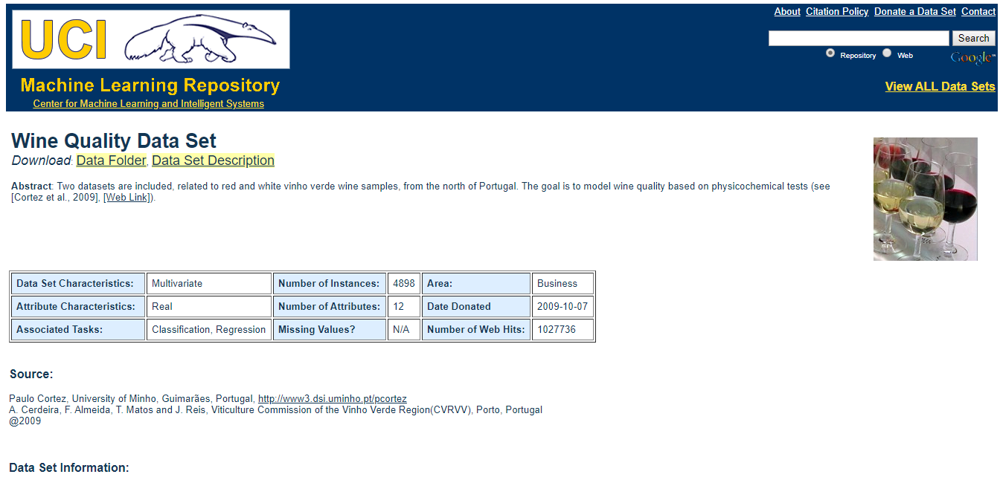 UCI
Machine Learning Repository
Center for Machine Learning and Intelligent Systems
About Citation Policy Donate a Data Set Contact
Search
Repository Web Google™
View ALL Data Sets
Wine Quality Data Set
Download: Data Folder, Data Set Description
Abstract: Two datasets are included, related to red and white vinho verde wine samples, from the north of Portugal. The goal is to model wine quality based on physicochemical tests (see
[Cortez et al., 2009], [Web Link]).
Data Set Characteristics: Multivariate Number of Instances: 4898 Area: Business
Attribute Characteristics: Real Number of Attributes: 12 Date Donated 2009-10-07
Associated Tasks: Classification, Regression Missing Values? N/A Number of Web Hits: 1027736
Source:
Paulo Cortez, University of Minho, Guimarães, Portugal, http://www3.dsi.uminho.pt/pcortez
A. Cerdeira, F. Almeida, T. Matos and J. Reis, Viticulture Commission of the Vinho Verde Region(CVRVV), Porto, Portugal
@2009
Data Set Information: